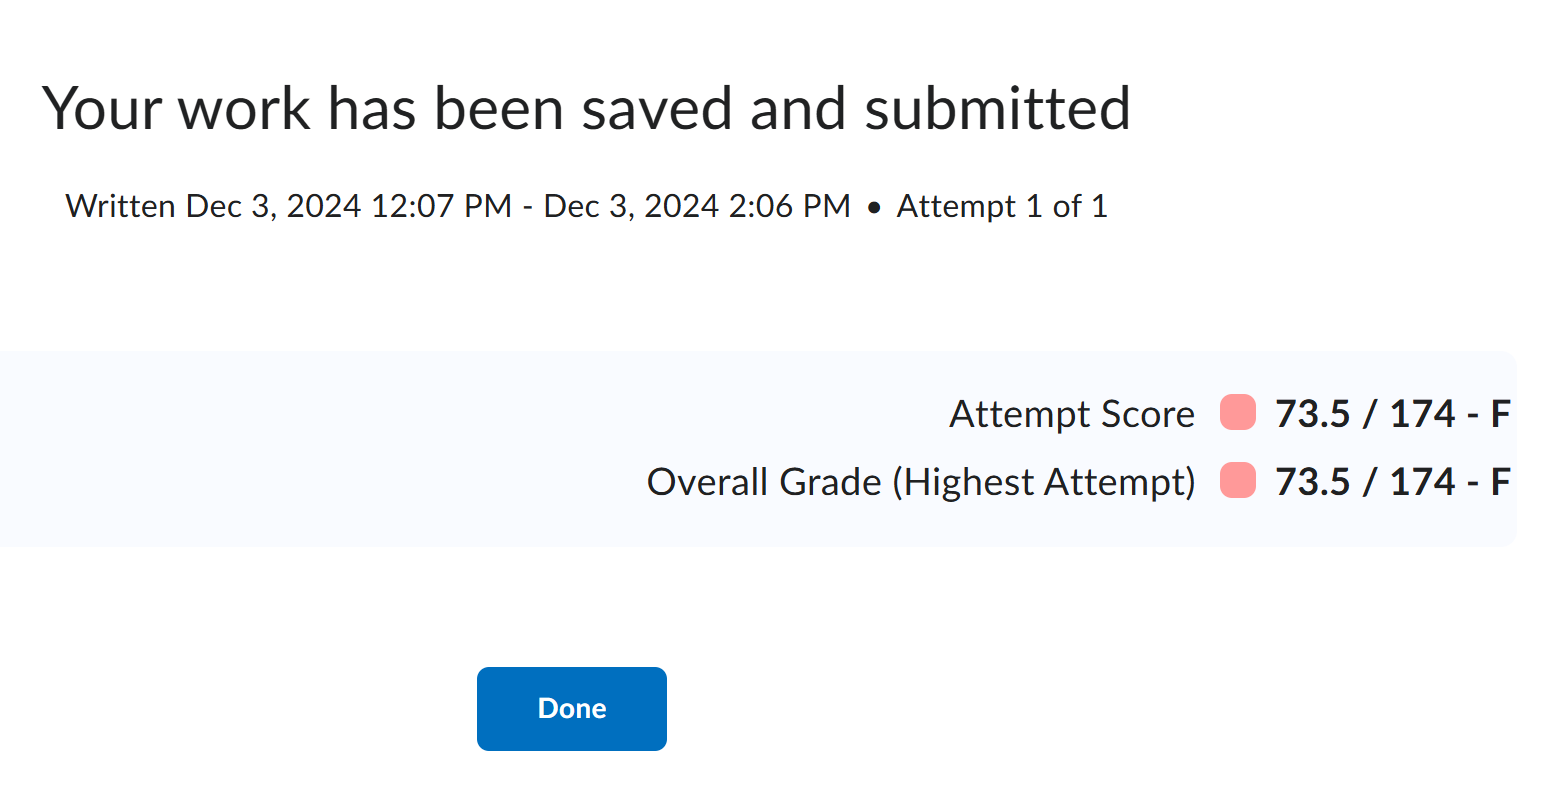 Your work has been saved and submitted
Written Dec 3, 2024 12:07 PM - Dec 3, 2024 2:06 PM • Attempt 1 of 1
Attempt Score 73.5 / 174 - F
Overall Grade (Highest Attempt) 73.5 / 174 - F
Done